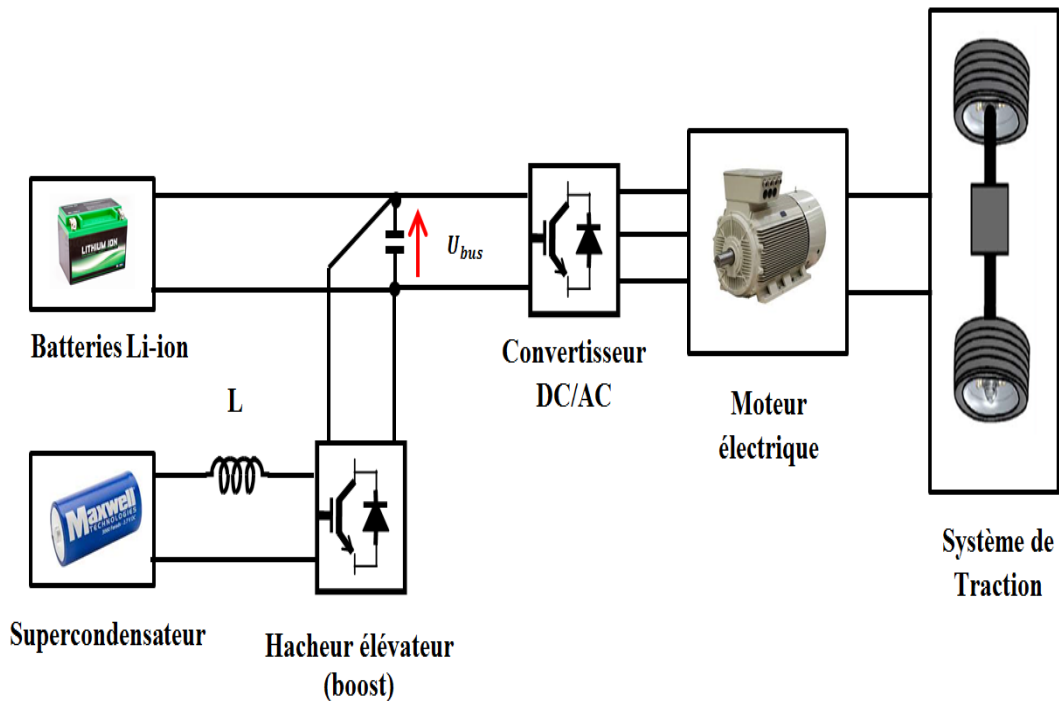 LITHIUM ION
U_bus
Batteries Li-ion
Convertisseur
DC/AC
Moteur
électrique
L
Maxwell
TECHNOLOGIES
Supercondensateur
Hacheur élévateur
(boost)
Système de
Traction